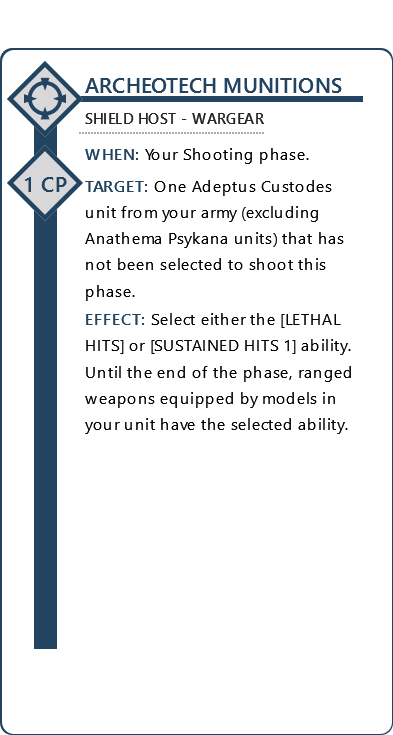 ARCHEOTECH MUNITIONS
SHIELD HOST - WARGEAR
WHEN: Your Shooting phase.
1 CP
TARGET: One Adeptus Custodes
unit from your army (excluding
Anathema Psykana units) that has
not been selected to shoot this
phase.
EFFECT: Select either the [LETHAL
HITS] or [SUSTAINED HITS 1] ability.
Until the end of the phase, ranged
weapons equipped by models in
your unit have the selected ability.